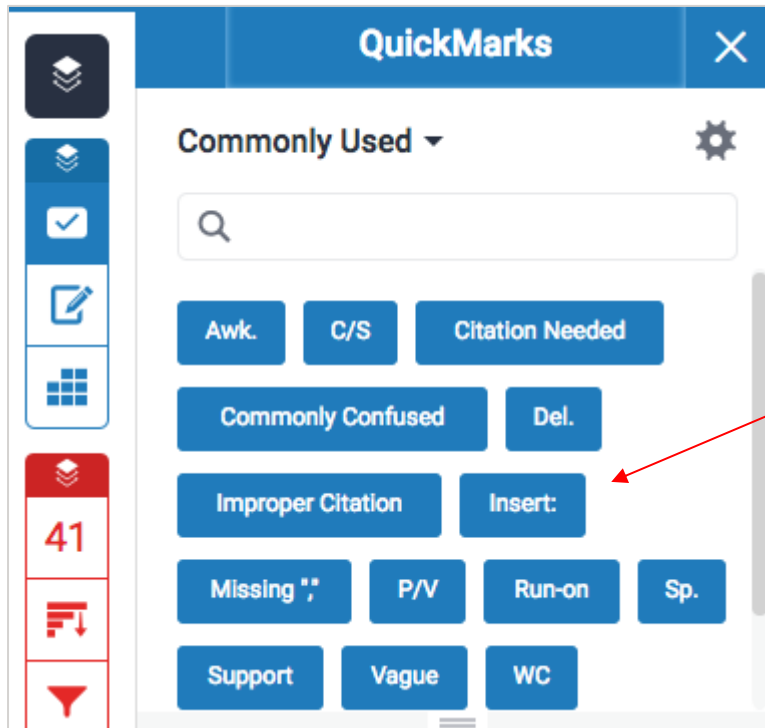 QuickMarks
Commonly Used
Awk. C/S Citation Needed
Commonly Confused Del.
Improper Citation Insert:
41
Missing "," P/V Run-on Sp.
Support Vague WC